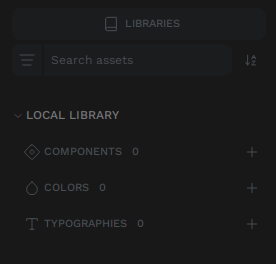 LIBRARIES
Search assets
LOCAL LIBRARY
COMPONENTS 0
COLORS 0
TYPOGRAPHIES 0